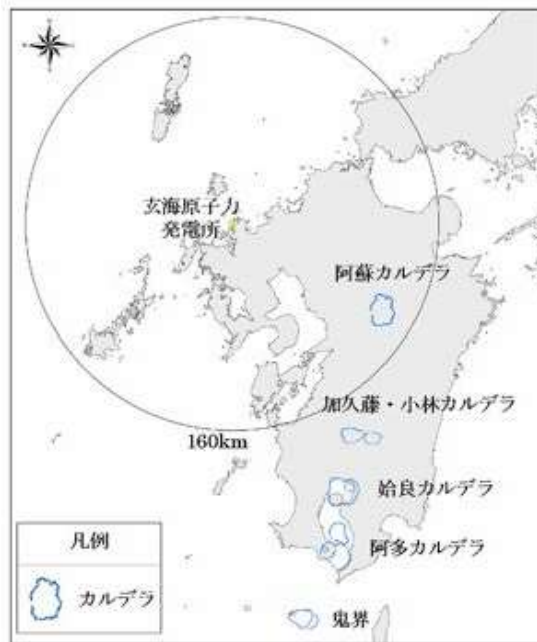 玄海原子力
発電所
阿蘇カルデラ
加久藤・小林カルデラ
160km
姶良カルデラ
阿多カルデラ
凡例
カルデラ
鬼界